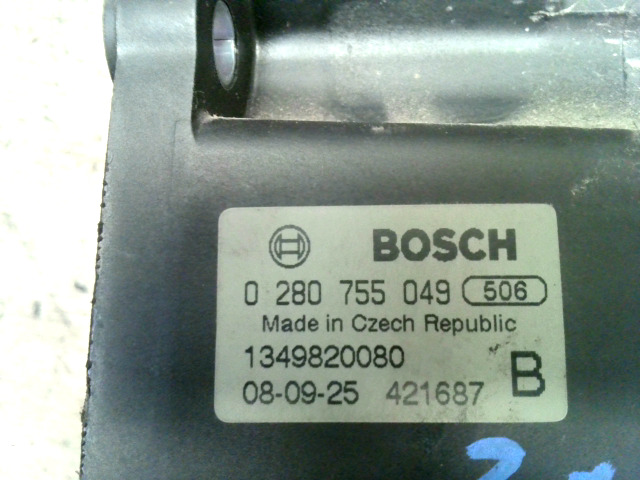 BOSCH
0 280 755 049 506
Made in Czech Republic
1349820080
08-09-25 421687 B